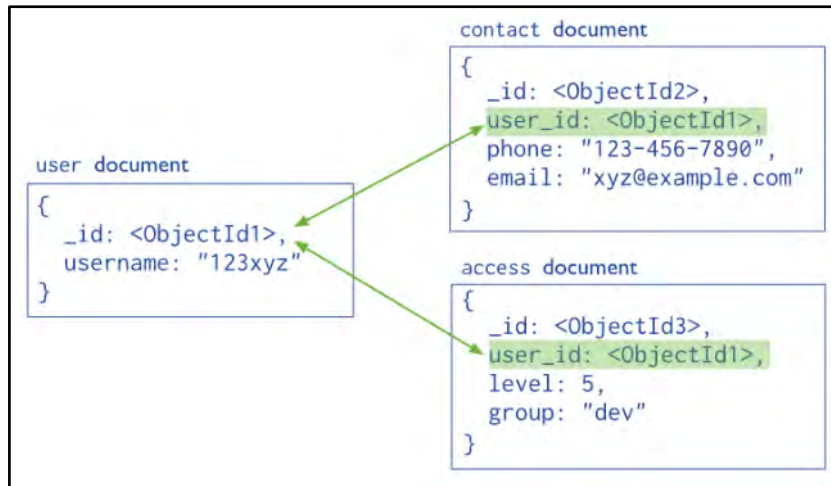 user document
{
_id: <ObjectId1>,
username: "123xyz"
}
contact document
{
_id: <ObjectId2>,
user_id: <ObjectId1>,
phone: "123-456-7890",
email: "xyz@example.com"
}
access document
{
_id: <ObjectId3>,
user_id: <ObjectId1>,
level: 5,
group: "dev"
}